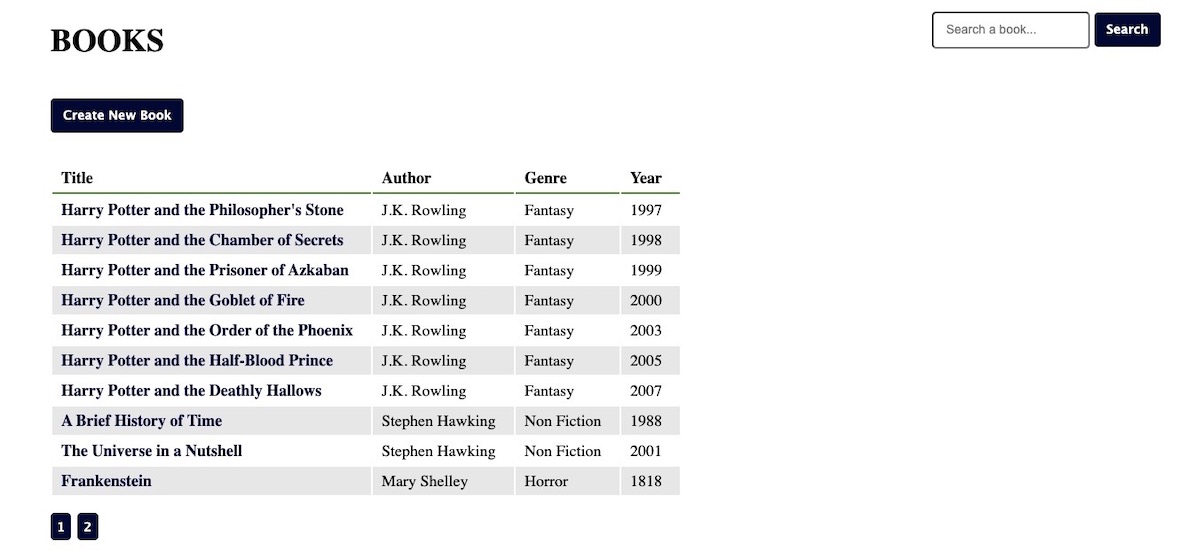 BOOKS
Search a book... Search
Create New Book
Title Author Genre Year
Harry Potter and the Philosopher's Stone J.K. Rowling Fantasy 1997
Harry Potter and the Chamber of Secrets J.K. Rowling Fantasy 1998
Harry Potter and the Prisoner of Azkaban J.K. Rowling Fantasy 1999
Harry Potter and the Goblet of Fire J.K. Rowling Fantasy 2000
Harry Potter and the Order of the Phoenix J.K. Rowling Fantasy 2003
Harry Potter and the Half-Blood Prince J.K. Rowling Fantasy 2005
Harry Potter and the Deathly Hallows J.K. Rowling Fantasy 2007
A Brief History of Time Stephen Hawking Non Fiction 1988
The Universe in a Nutshell Stephen Hawking Non Fiction 2001
Frankenstein Mary Shelley Horror 1818
1 2